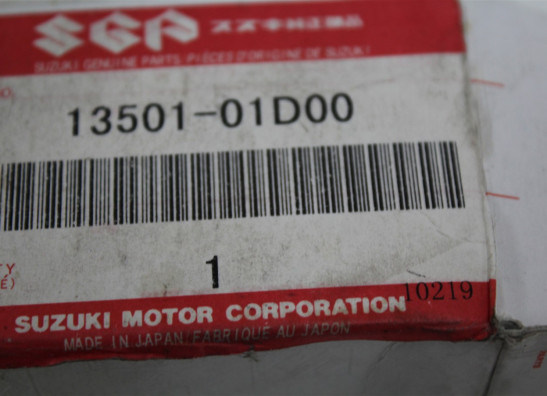 SGP スズキ純正部品
SUZUKI GENUINE PARTS/PIÈCES D'ORIGINE DE SUZUKI
13501-01D00
1
10219
SUZUKI MOTOR CORPORATION
MADE IN JAPAN FABRIQUÉ AU JAPON